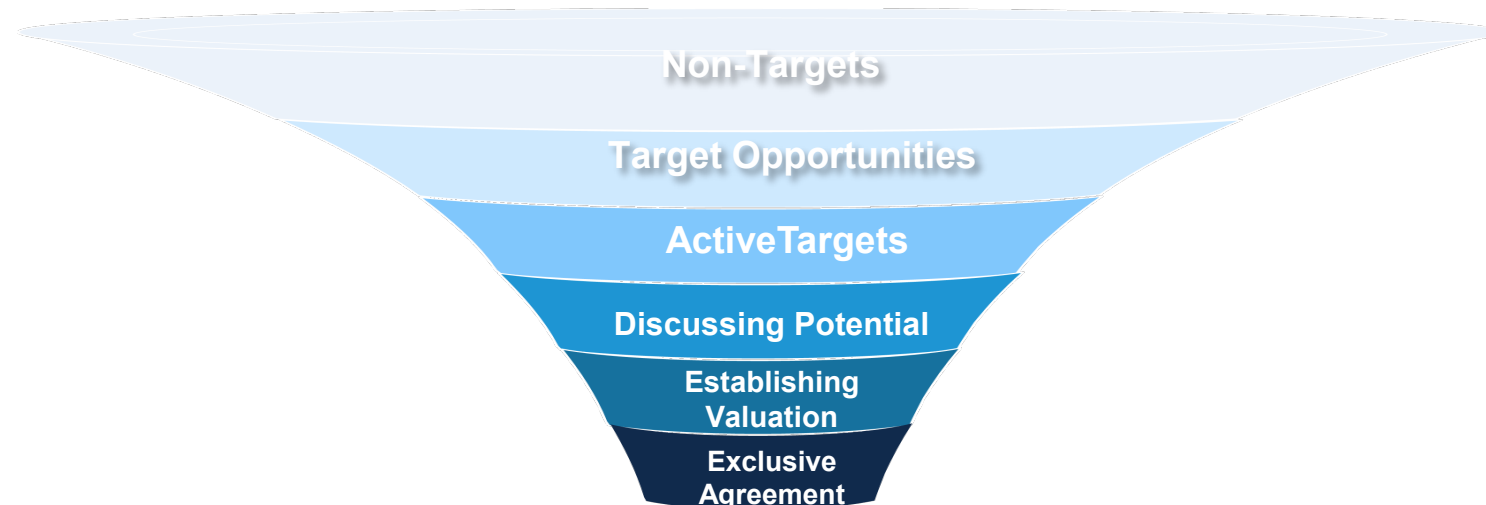 Non-Targets
Target Opportunities
ActiveTargets
Discussing Potential
Establishing
Valuation
Exclusive
Agreement